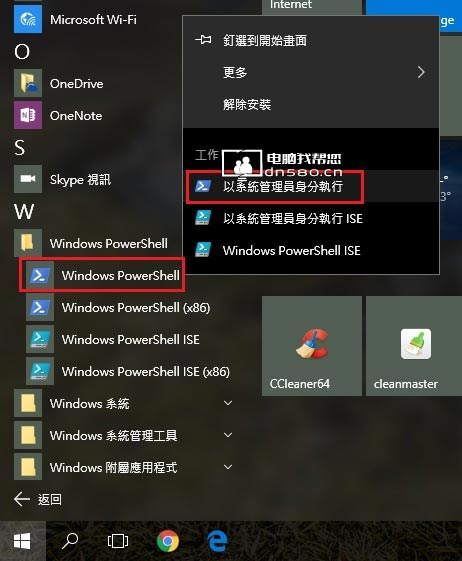 Microsoft Wi-Fi
O
OneDrive
OneNote
S
Skype 視訊
W
Windows PowerShell
Windows PowerShell
Windows PowerShell (x86)
Windows PowerShell ISE
Windows PowerShell ISE (x86)
Windows 系統
Windows 系統管理工具
Windows 附屬應用程式
返回
Internet
ge
釘選到開始畫面
更多
解除安裝
工作
电脑我帮您
dns80.cn
以系統管理員身分執行
以系統管理員身分執行 ISE
Windows PowerShell ISE
3°
CCleaner64
cleanmaster